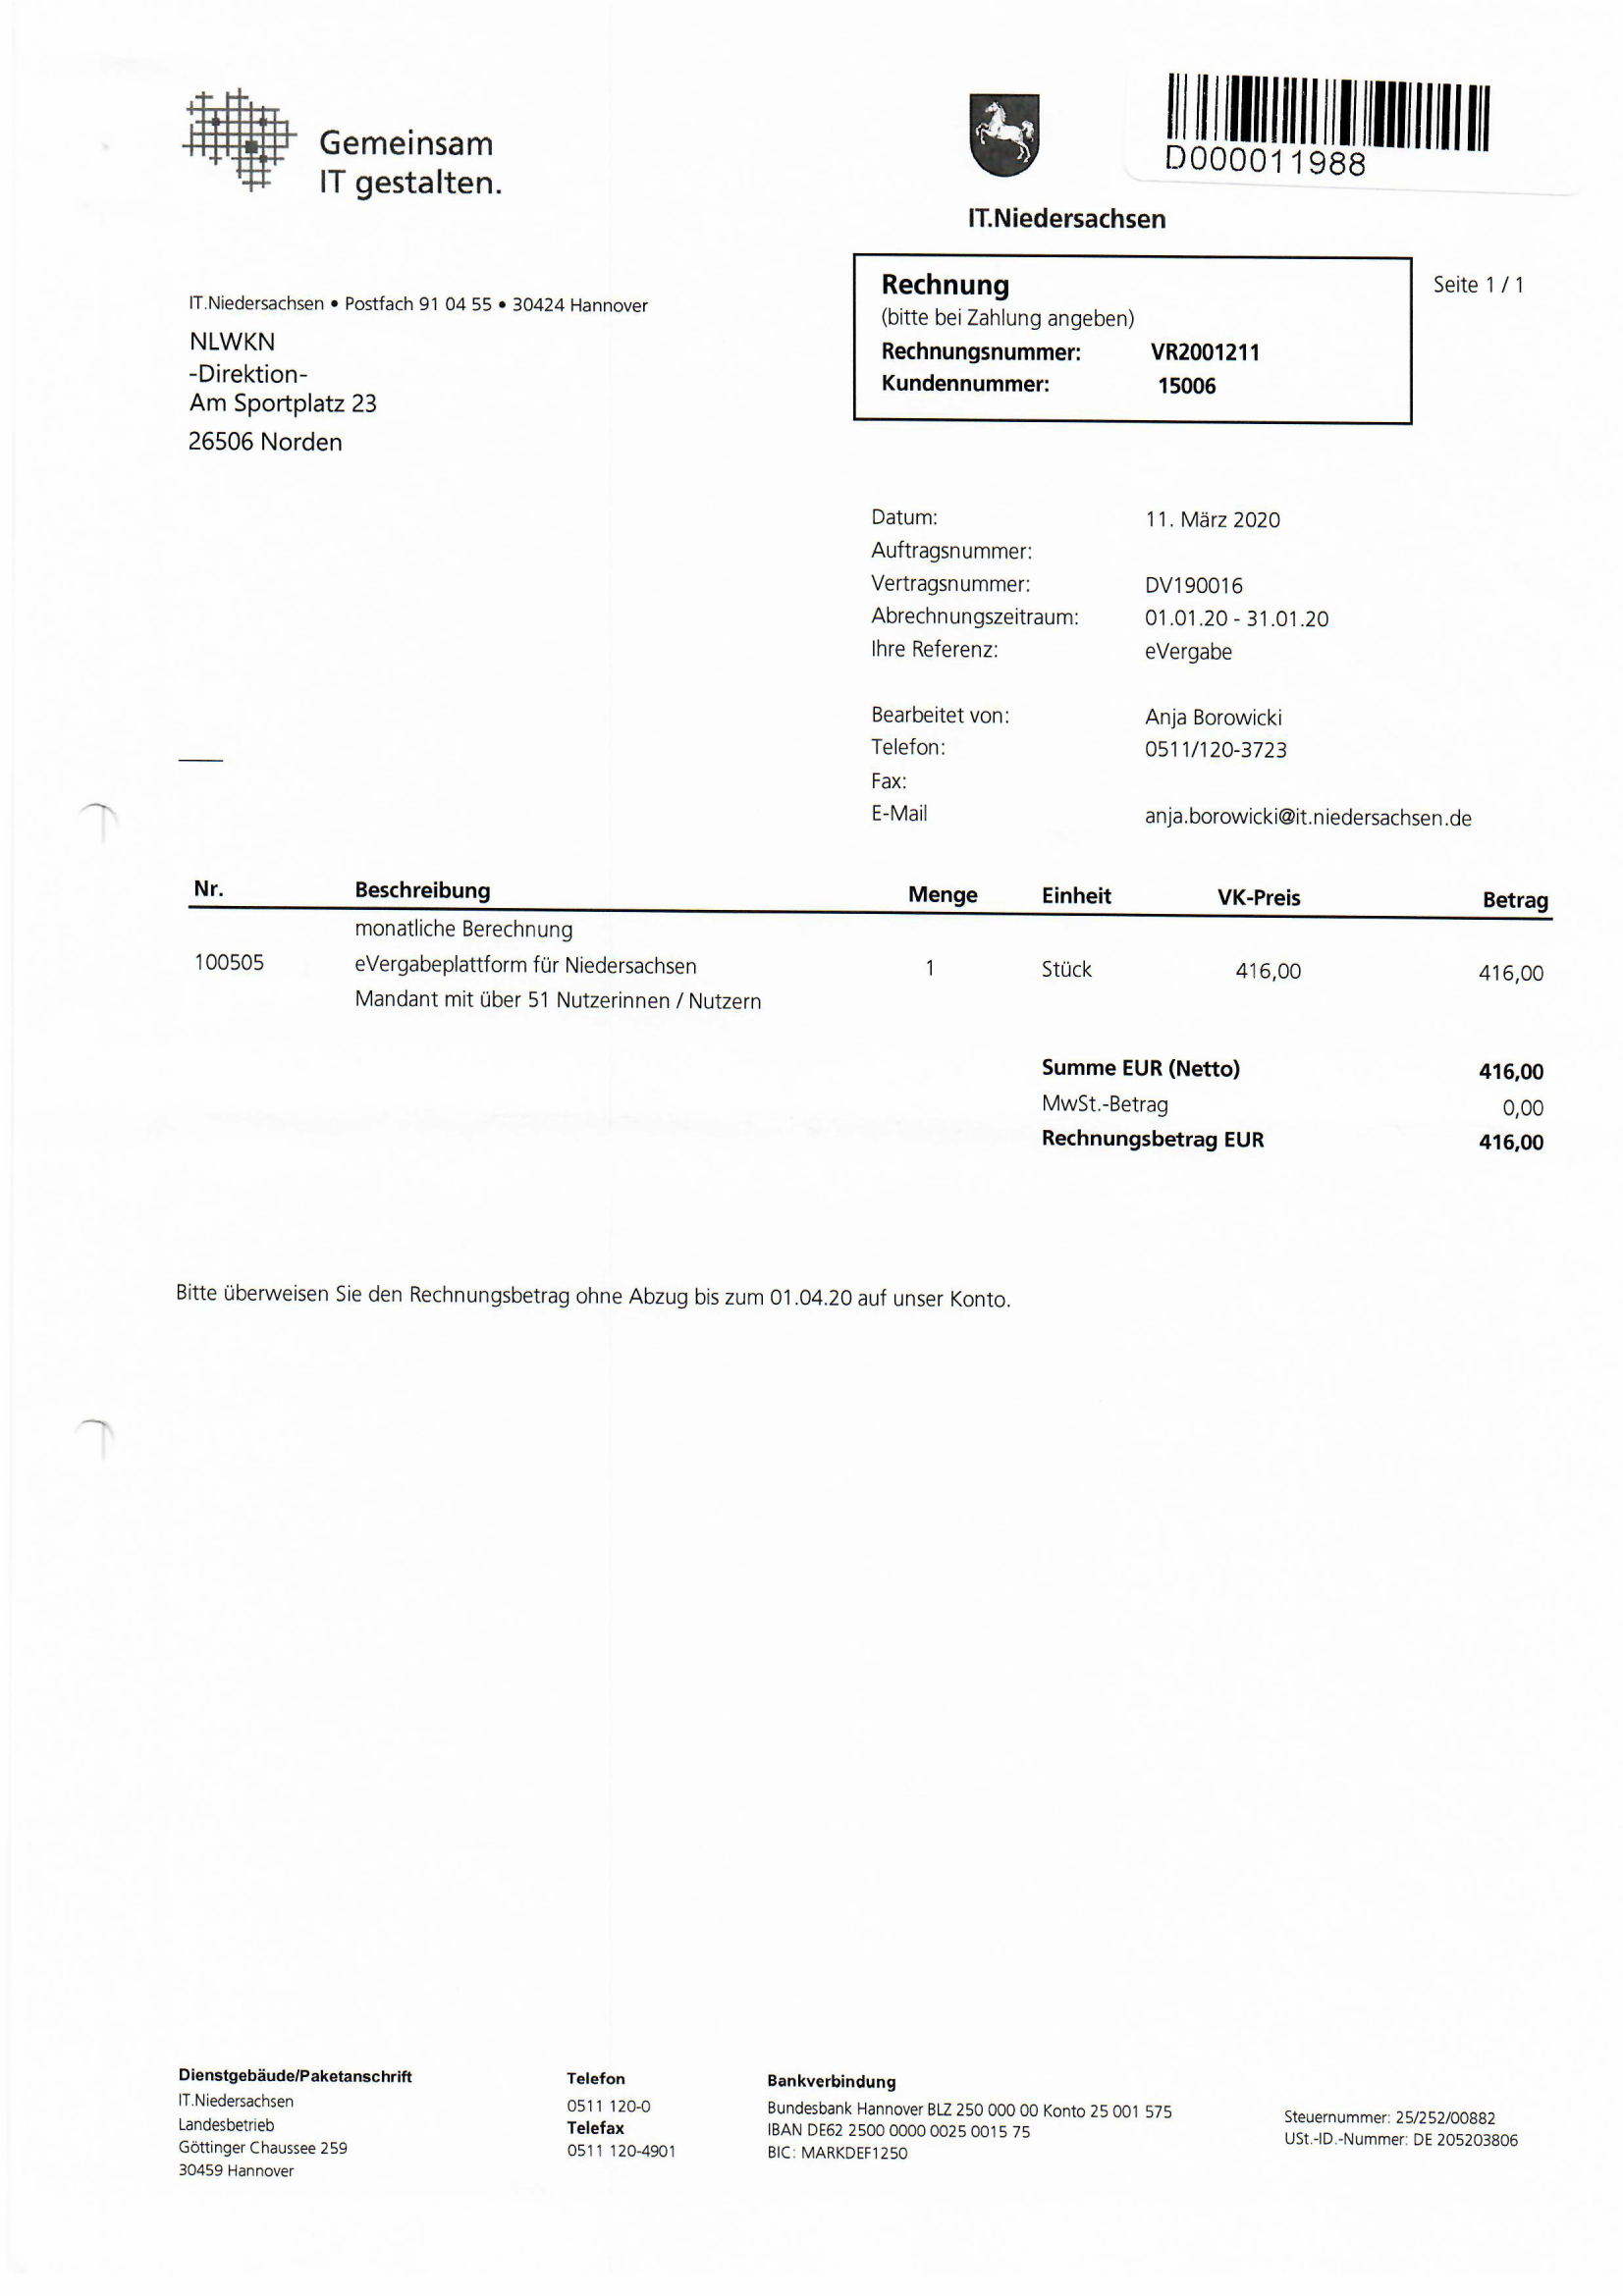 Gemeinsam
IT gestalten.
D000011988
IT.Niedersachsen
Rechnung
(bitte bei Zahlung angeben)
Rechnungsnummer: VR2001211
Kundennummer: 15006
Seite 1 / 1
IT.Niedersachsen • Postfach 91 04 55 • 30424 Hannover
NLWKN
-Direktion-
Am Sportplatz 23
26506 Norden
Datum: 11. März 2020
Auftragsnummer:
Vertragsnummer: DV190016
Abrechnungszeitraum: 01.01.20 - 31.01.20
Ihre Referenz: eVergabe
Bearbeitet von: Anja Borowicki
Telefon: 0511/120-3723
Fax:
E-Mail anja.borowicki@it.niedersachsen.de
Nr. Beschreibung Menge Einheit VK-Preis Betrag
monatliche Berechnung
100505 eVergabeplattform für Niedersachsen 1 Stück 416,00 416,00
Mandant mit über 51 Nutzerinnen / Nutzern
Summe EUR (Netto) 416,00
MwSt.-Betrag 0,00
Rechnungsbetrag EUR 416,00
Bitte überweisen Sie den Rechnungsbetrag ohne Abzug bis zum 01.04.20 auf unser Konto.
Dienstgebäude/Paketanschrift
IT.Niedersachsen
Landesbetrieb
Göttinger Chaussee 259
30459 Hannover
Telefon
0511 120-0
Telefax
0511 120-4901
Bankverbindung
Bundesbank Hannover BLZ 250 000 00 Konto 25 001 575
IBAN DE62 2500 0000 0025 0015 75
BIC: MARKDEF1250
Steuernummer: 25/252/00882
USt.-ID.-Nummer: DE 205203806